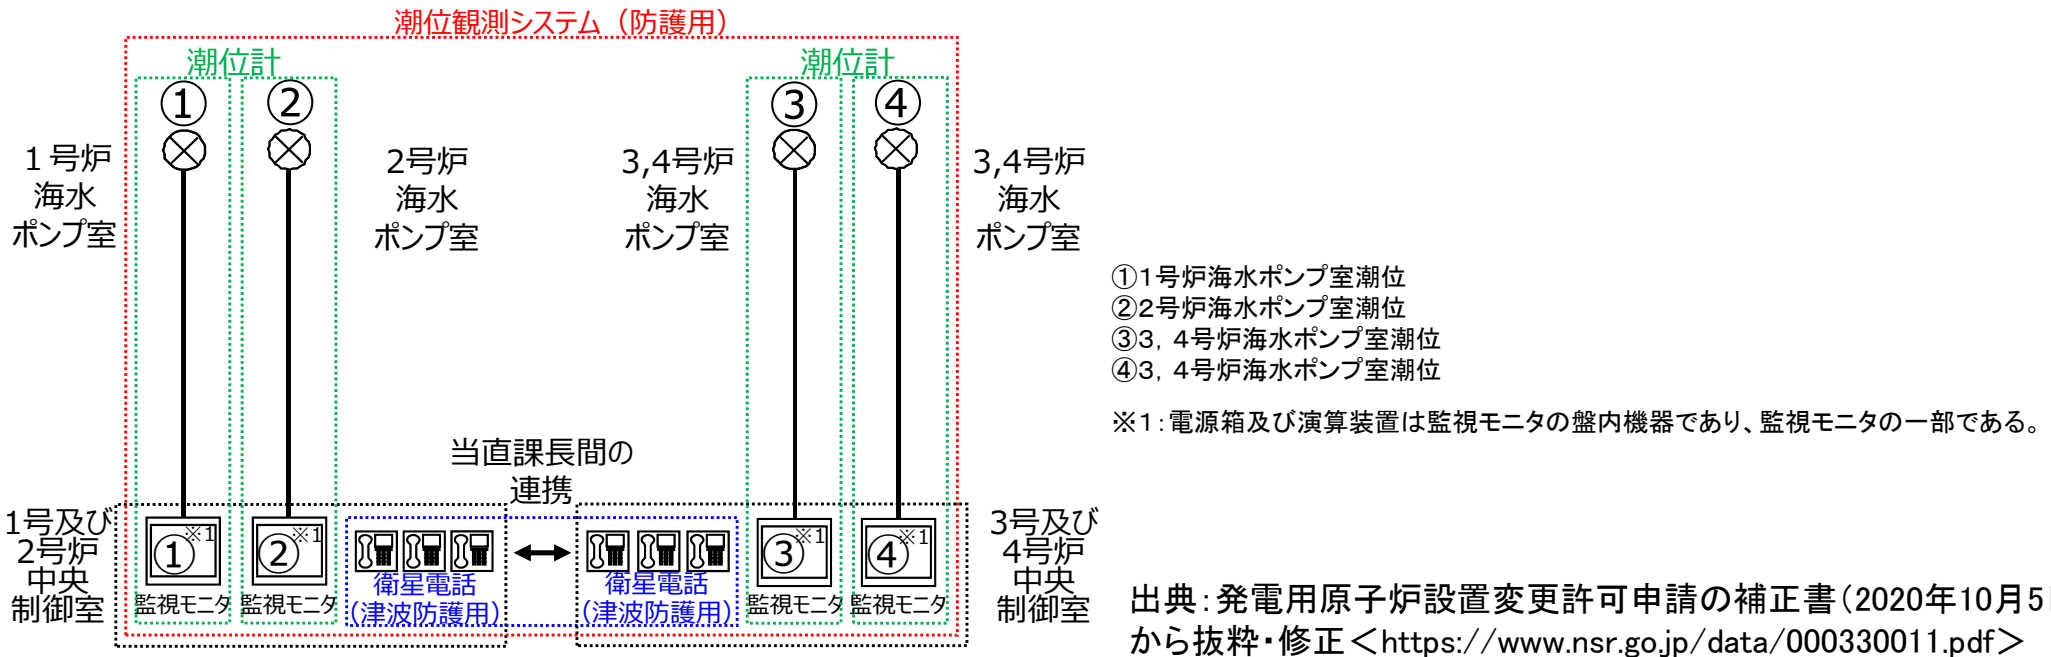 潮位観測システム（防護用）
潮位計
潮位計
①
②
③
④
１号炉
海水
ポンプ室
2号炉
海水
ポンプ室
3,4号炉
海水
ポンプ室
3,4号炉
海水
ポンプ室
①1号炉海水ポンプ室潮位
②2号炉海水ポンプ室潮位
③3，4号炉海水ポンプ室潮位
④3，4号炉海水ポンプ室潮位
※1：電源箱及び演算装置は監視モニタの盤内機器であり、監視モニタの一部である。
当直課長間の
連携
1号及び
2号炉
中央
制御室
①※1
監視モニタ
②※1
監視モニタ
衛星電話
（津波防護用）
衛星電話
（津波防護用）
③※1
監視モニタ
④※1
監視モニタ
3号及び
4号炉
中央
制御室
出典：発電用原子炉設置変更許可申請の補正書（2020年10月5
から抜粋・修正＜https://www.nsr.go.jp/data/000330011.pdf＞